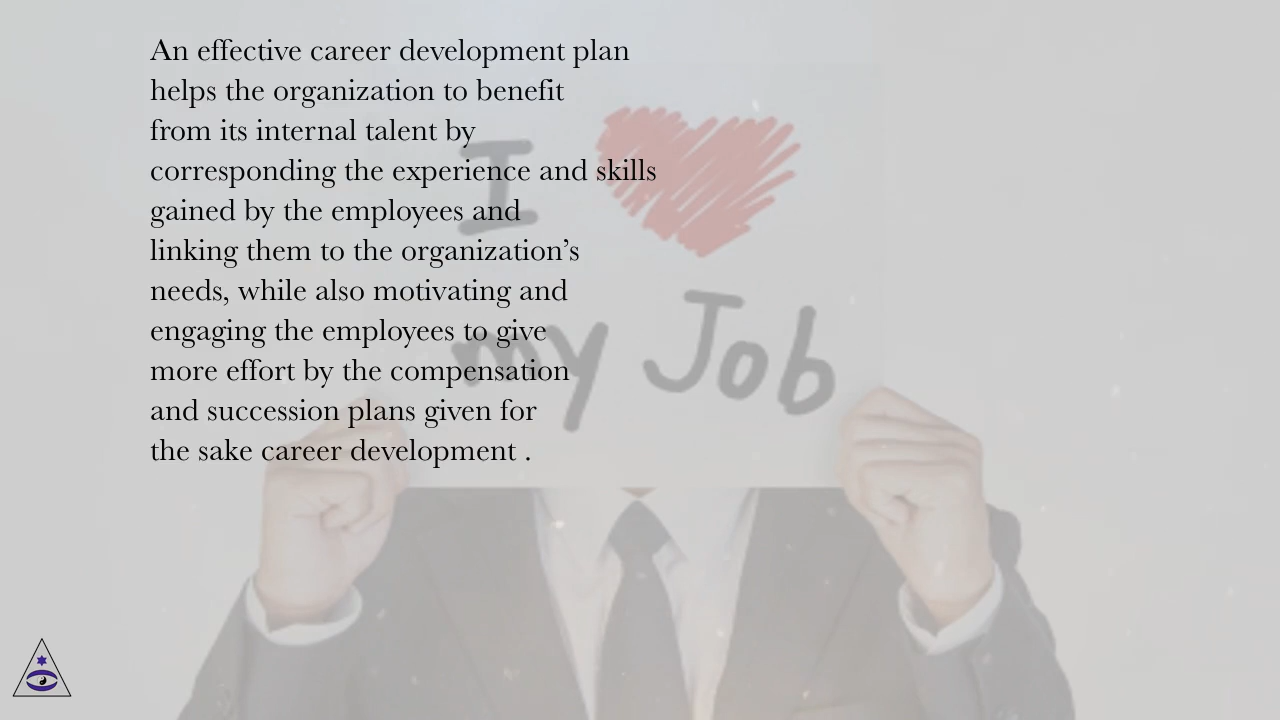 An effective career development plan
helps the organization to benefit
from its internal talent by
corresponding the experience and skills
gained by the employees and
linking them to the organization’s
needs, while also motivating and
engaging the employees to give
more effort by the compensation
and succession plans given for
the sake career development .
I
my Job